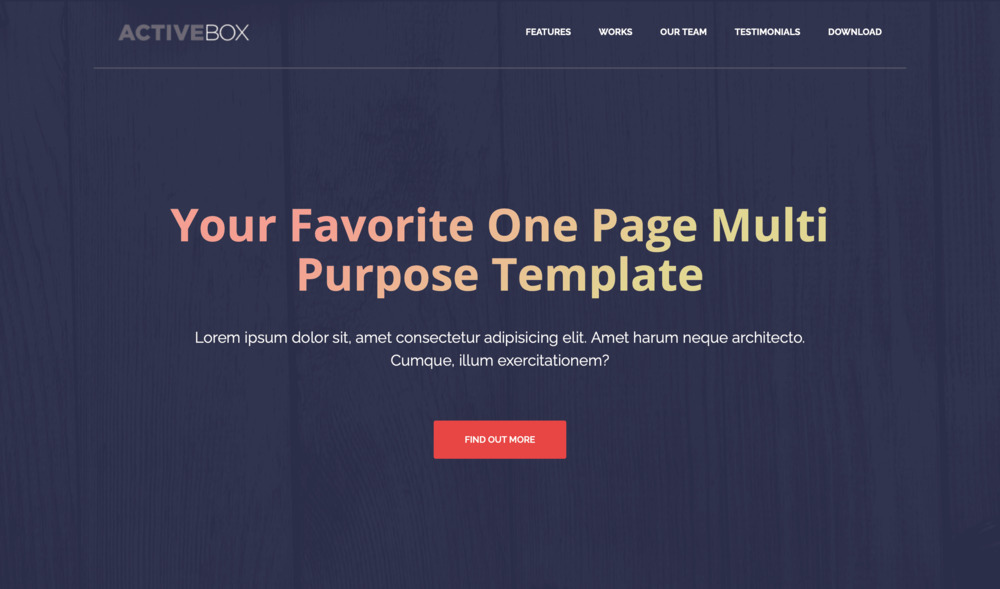 ACTIVEBOX
FEATURES WORKS OUR TEAM TESTIMONIALS DOWNLOAD
Your Favorite One Page Multi
Purpose Template
Lorem ipsum dolor sit, amet consectetur adipisicing elit. Amet harum neque architecto.
Cumque, illum exercitationem?
FIND OUT MORE